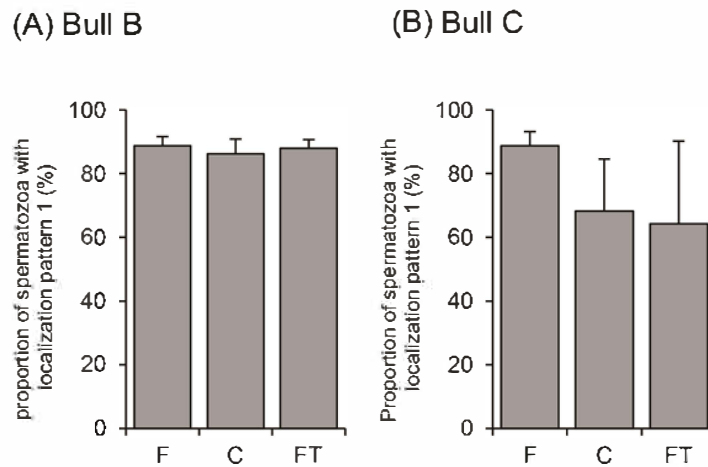 (A) Bull B
proportion of spermatozoa with
localization pattern 1 (%)
100
80
60
40
20
0
F C FT
(B) Bull C
Proportion of spermatozoa with
localization pattern 1 (%)
100
80
60
40
20
0
F C FT